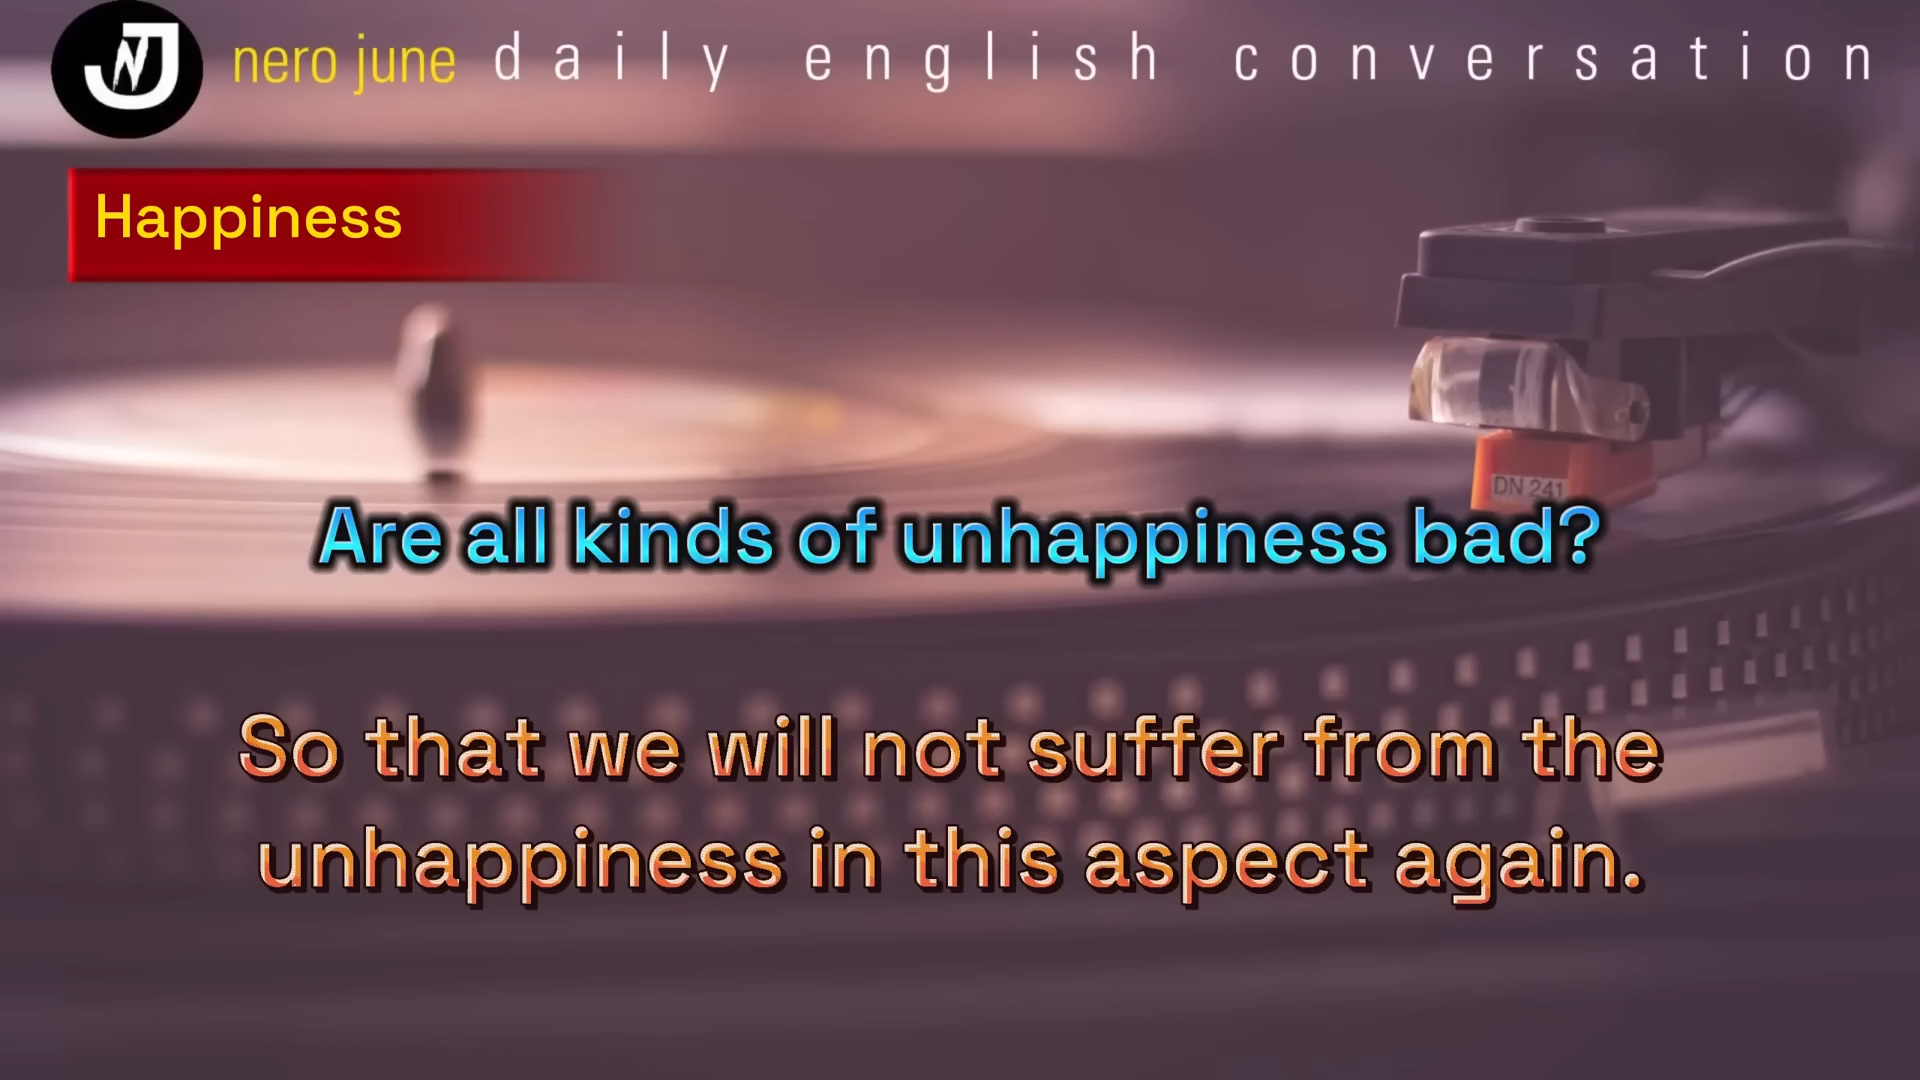 NJ
nero june daily english conversation
Happiness
DN 241
Are all kinds of unhappiness bad?
So that we will not suffer from the
unhappiness in this aspect again.